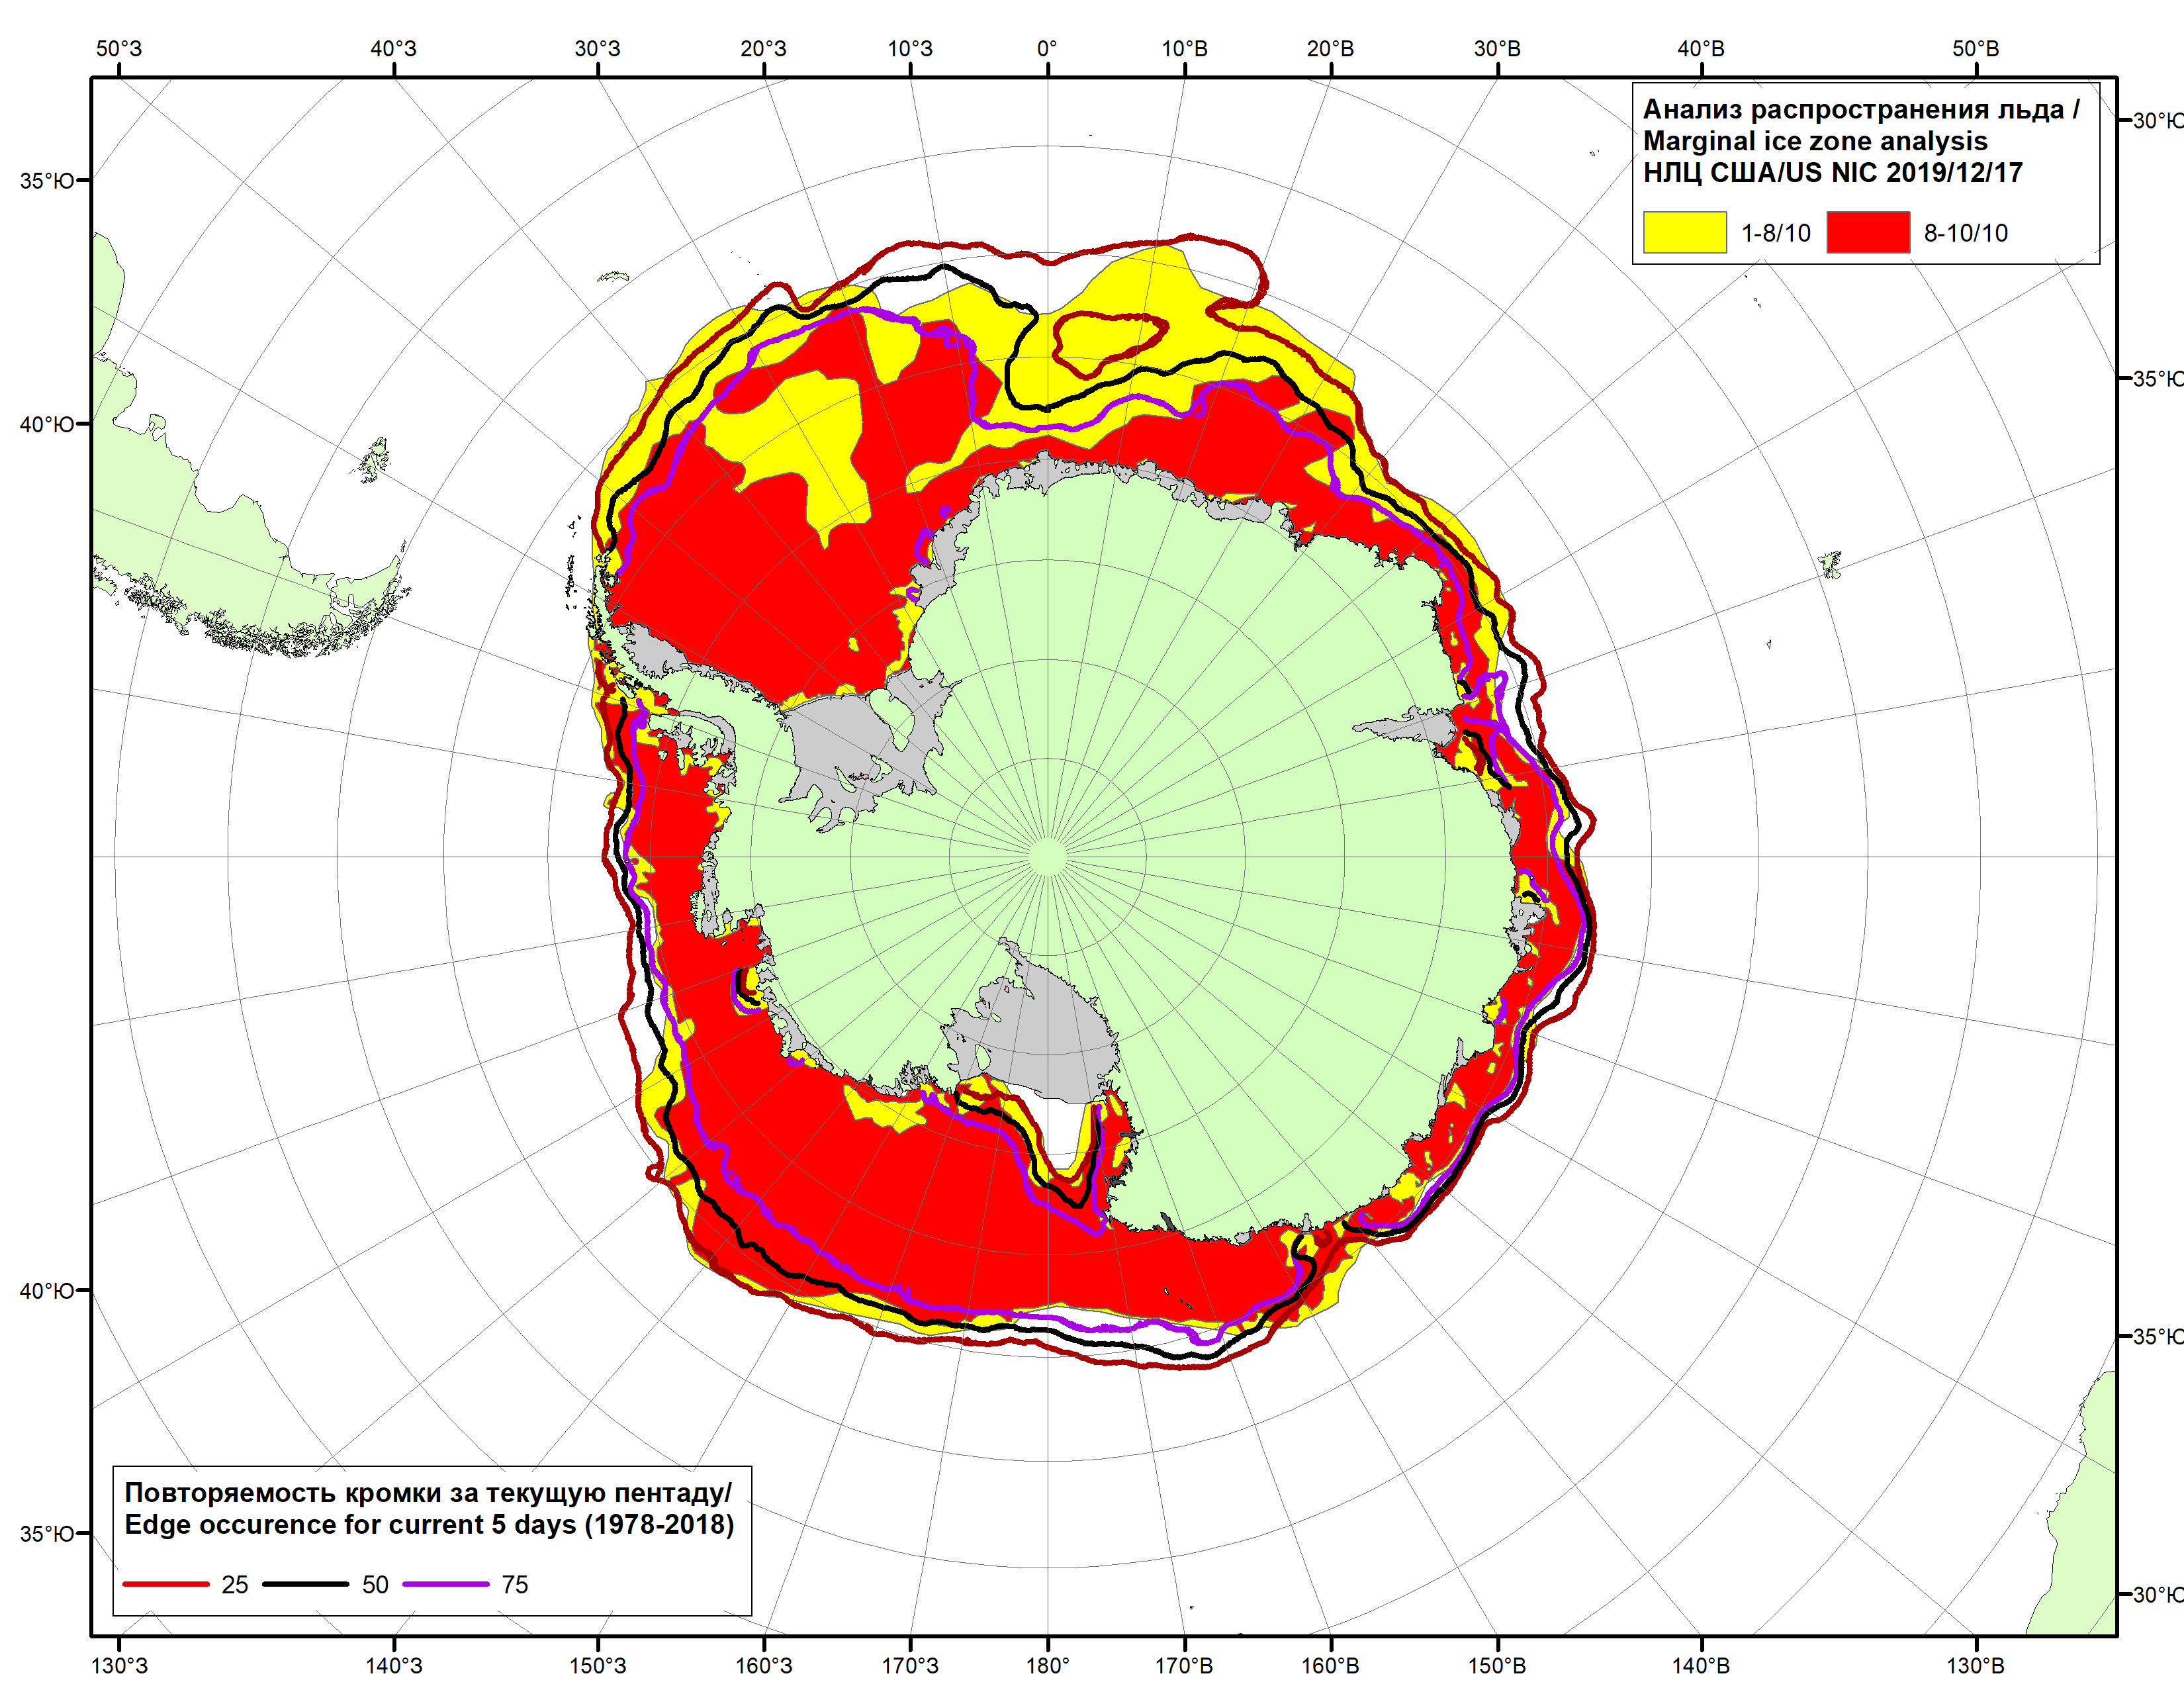 50°З 40°З 30°З 20°З 10°З 0° 10°В 20°В 30°В 40°В 50°В
Анализ распространения льда /
Marginal ice zone analysis
НЛЦ США/US NIC 2019/12/17
1-8/10 8-10/10
30°Ю
35°Ю
35°Ю
40°Ю
40°Ю
35°Ю
35°Ю
30°Ю
Повторяемость кромки за текущую пентаду/
Edge occurence for current 5 days (1978-2018)
25 50 75
130°З 140°З 150°З 160°З 170°З 180° 170°В 160°В 150°В 140°В 130°В